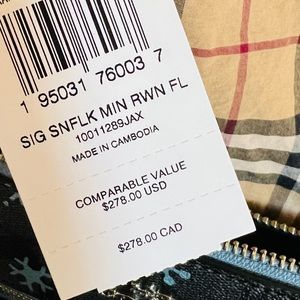 1 95031 76003 7
SIG SNFLK MIN RWN FL
10011289JAX
MADE IN CAMBODIA
COMPARABLE VALUE
$278.00 USD
$278.00 CAD